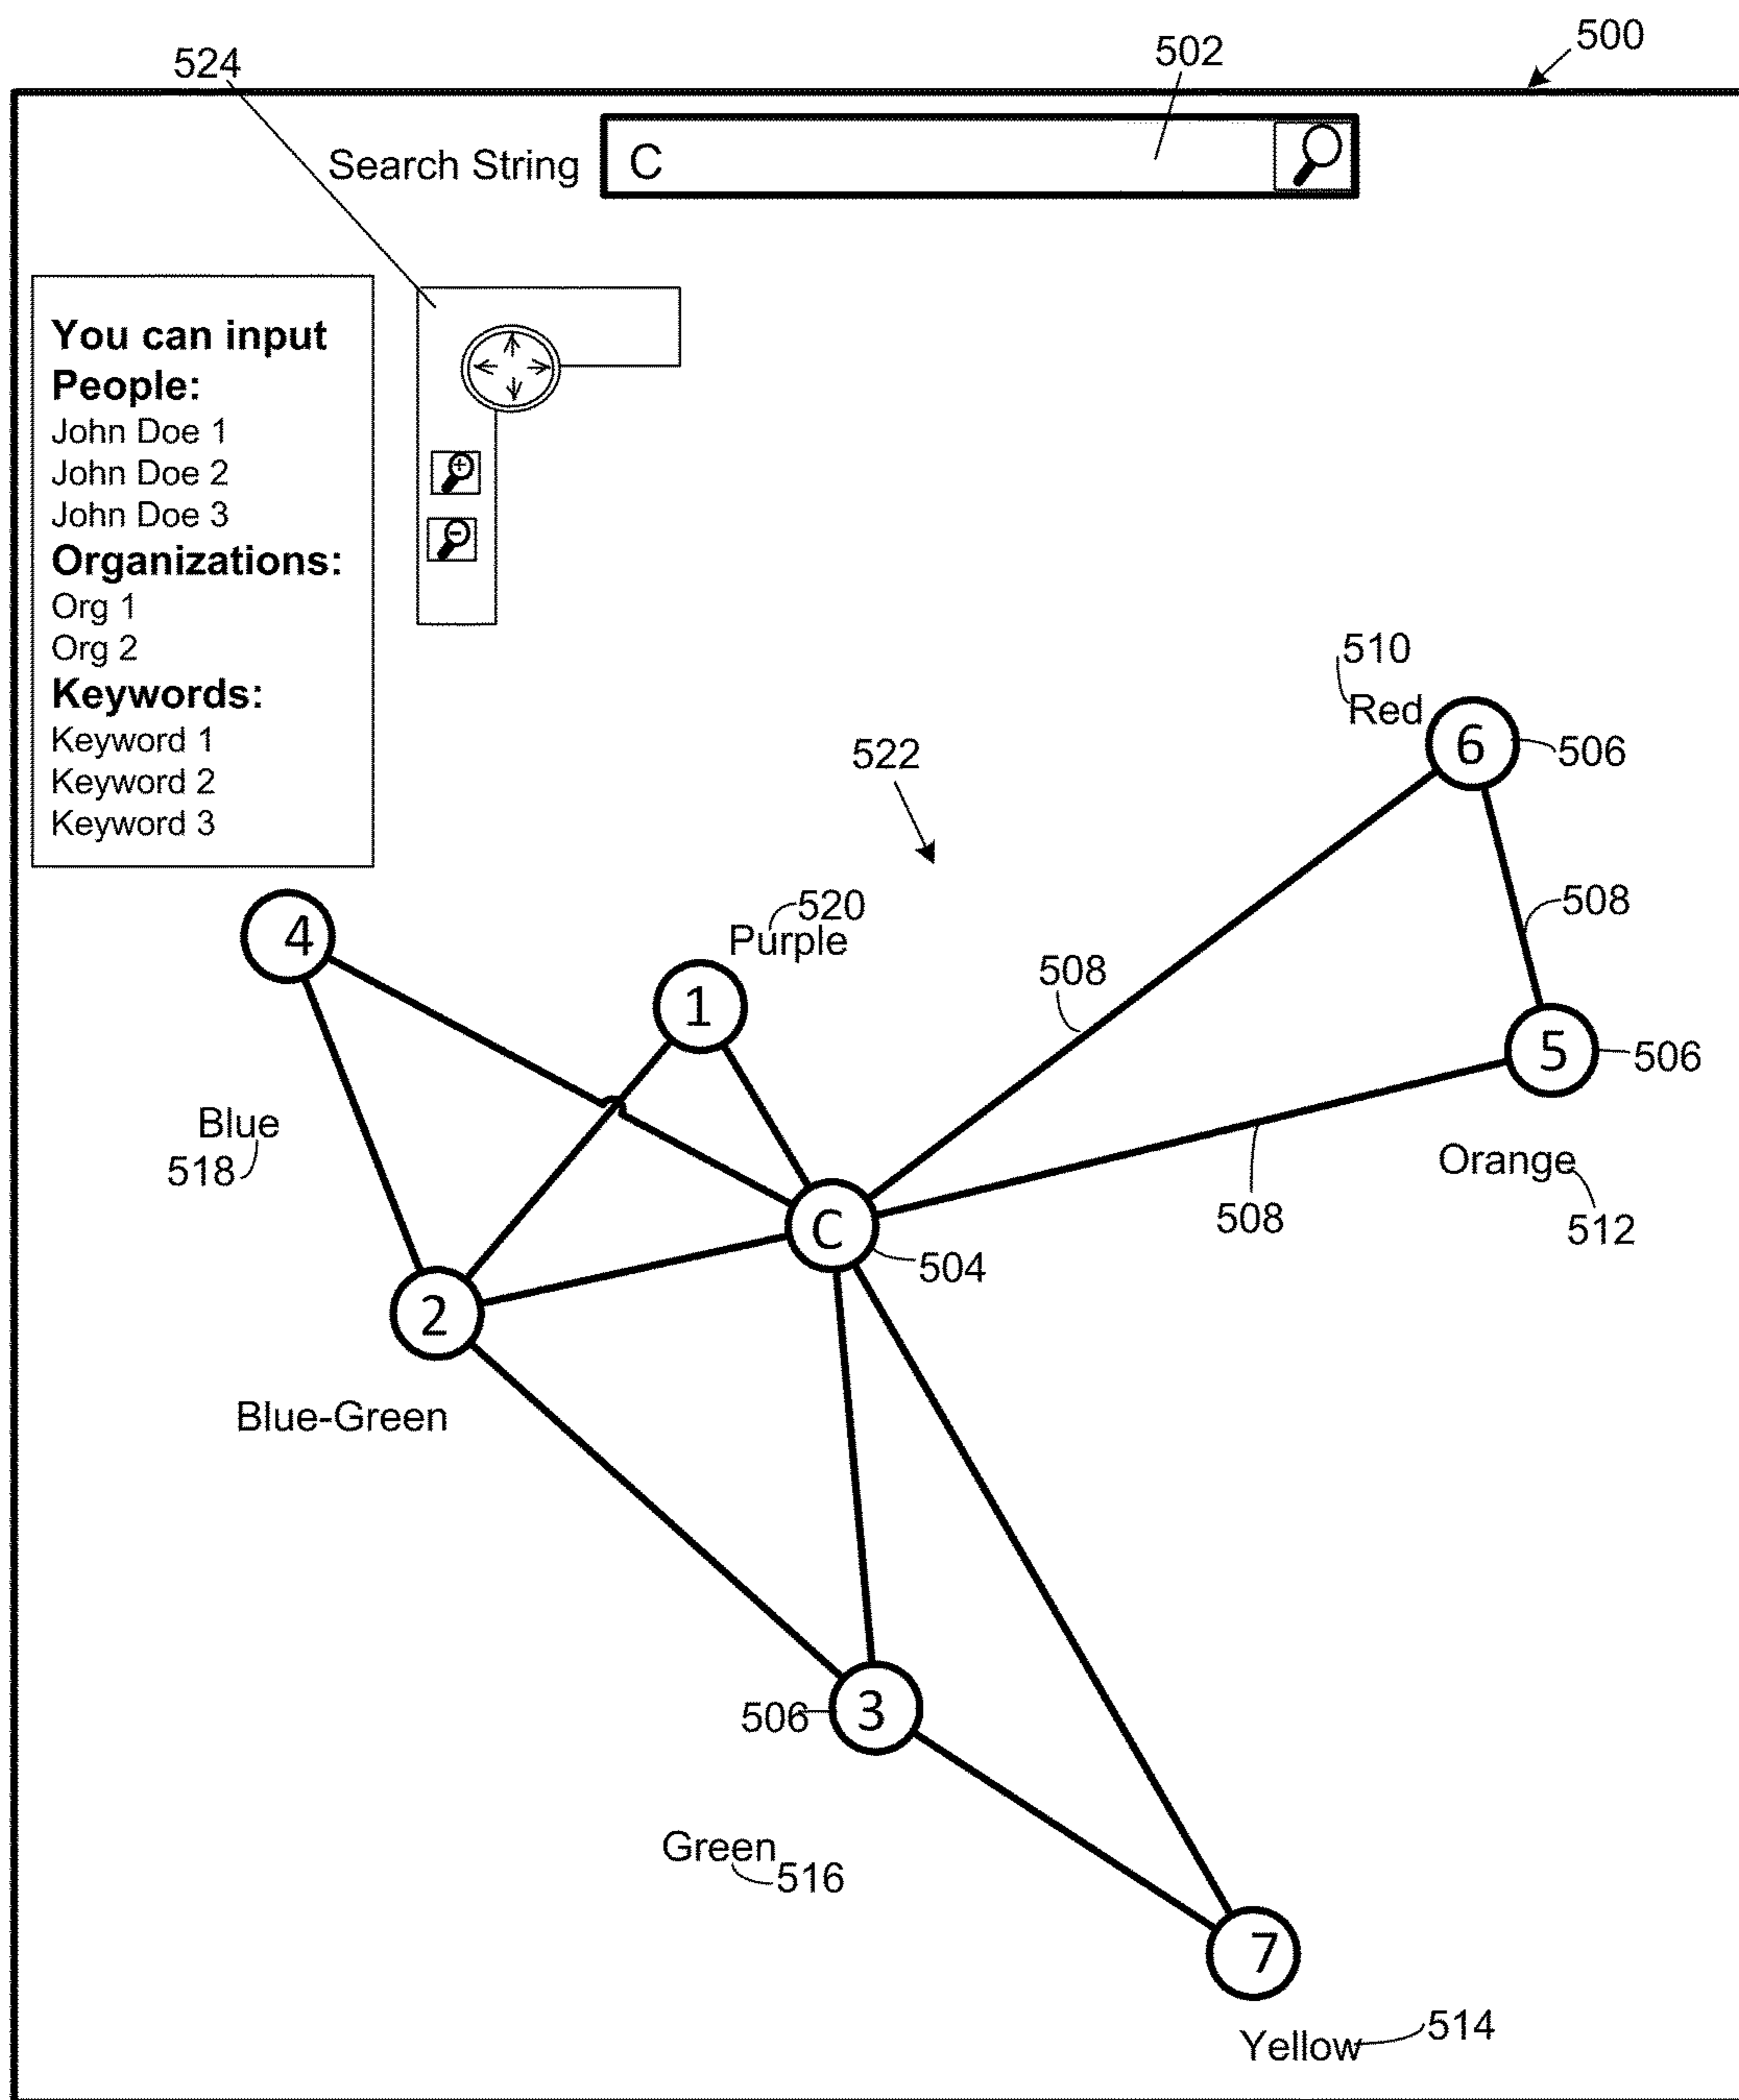 500
524
502
Search String
C
You can input
People:
John Doe 1
John Doe 2
John Doe 3
Organizations:
Org 1
Org 2
Keywords:
Keyword 1
Keyword 2
Keyword 3
510
Red
6
506
522
508
520
Purple
4
1
508
5
506
Blue
518
Orange
512
508
C
504
2
Blue-Green
506
3
Green
516
7
Yellow
514